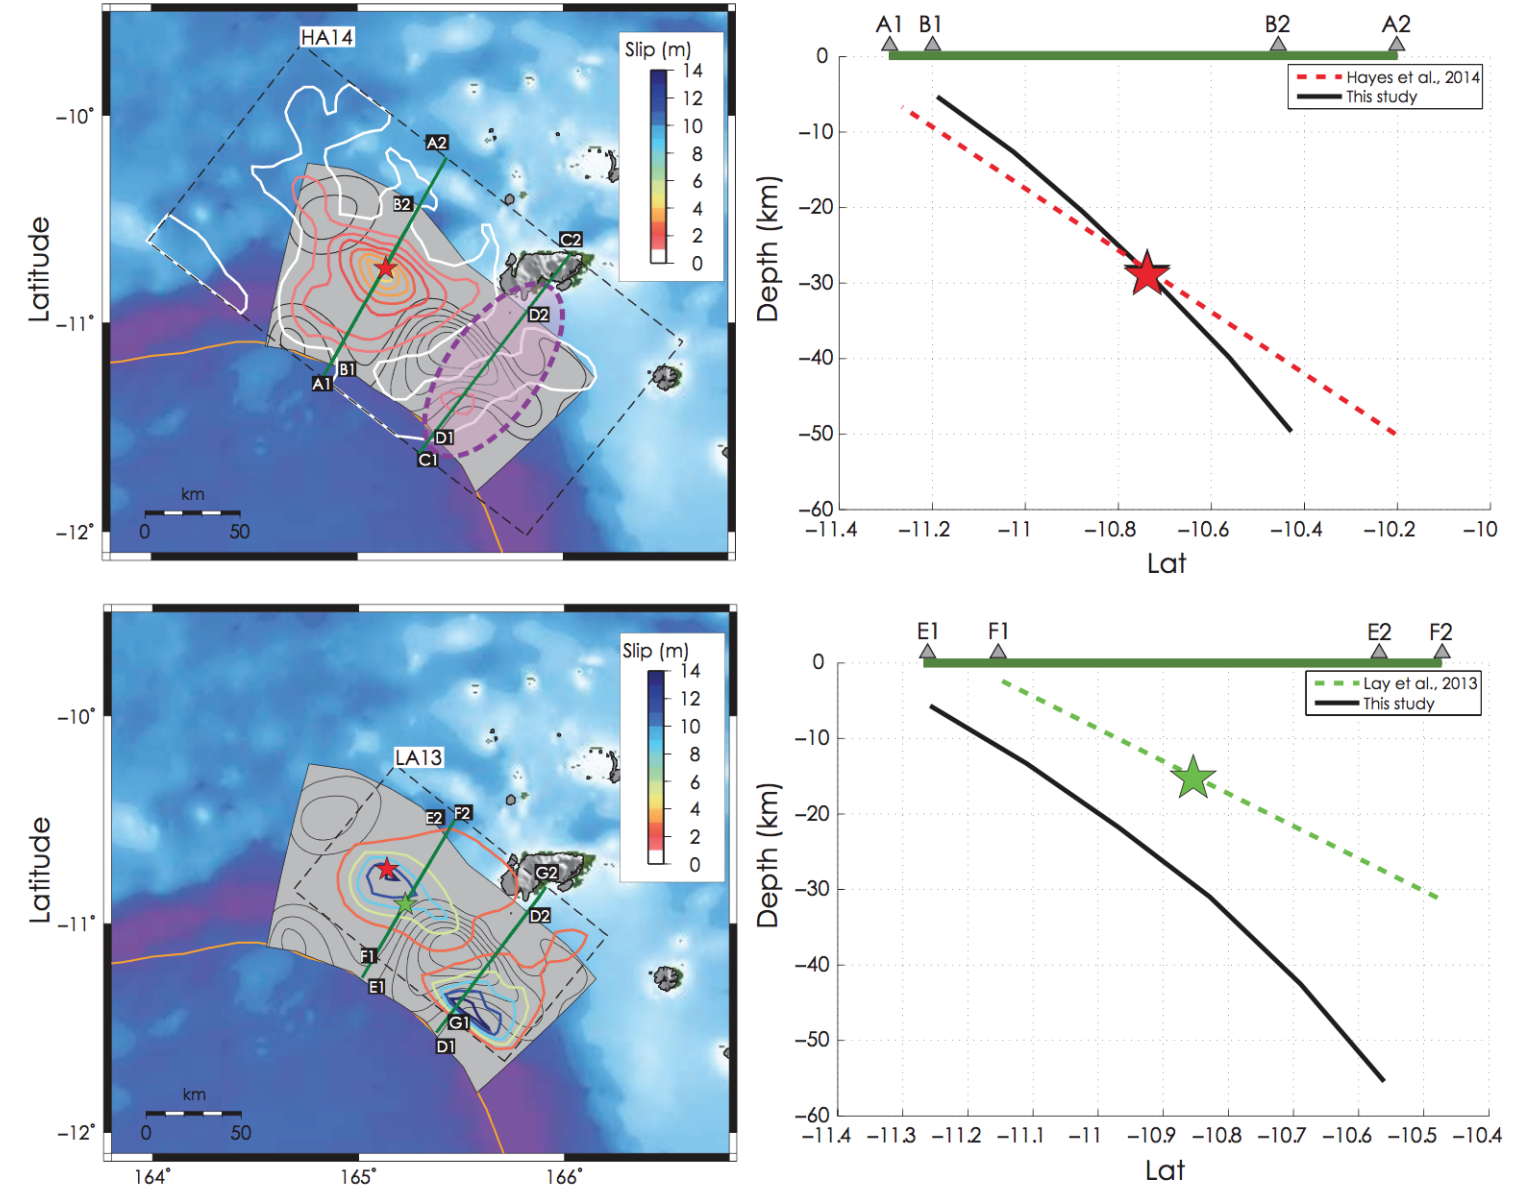 HA14
Slip (m)
14
12
10
8
6
4
2
0
A2
B2
C2
D2
B1
A1
D1
C1
km
0 50
−10°
−11°
−12°
Latitude
A1 B1 B2 A2
Hayes et al., 2014
This study
0
−10
−20
−30
−40
−50
−60
Depth (km)
−11.4 −11.2 −11 −10.8 −10.6 −10.4 −10.2 −10
Lat
LA13
Slip (m)
14
12
10
8
6
4
2
0
E2 F2
G2
D2
F1
E1
G1
D1
km
0 50
−10°
−11°
−12°
Latitude
164° 165° 166°
E1 F1 E2 F2
Lay et al., 2013
This study
0
−10
−20
−30
−40
−50
−60
Depth (km)
−11.4 −11.3 −11.2 −11.1 −11 −10.9 −10.8 −10.7 −10.6 −10.5 −10.4
Lat